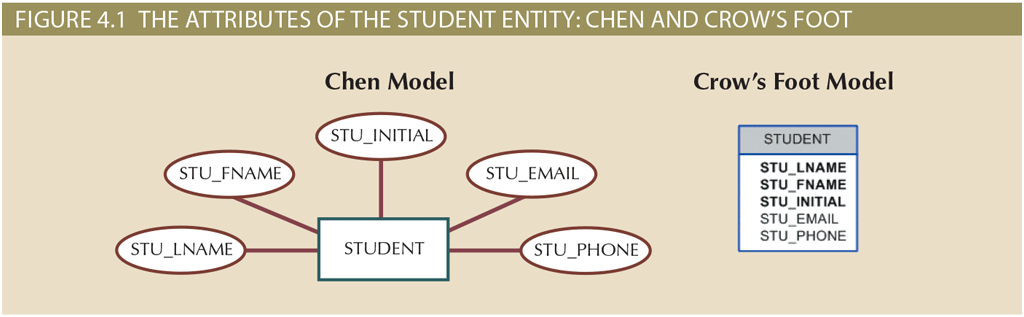 FIGURE 4.1 THE ATTRIBUTES OF THE STUDENT ENTITY: CHEN AND CROW'S FOOT
Chen Model
STU_INITIAL
STU_FNAME
STU_EMAIL
STU_LNAME
STUDENT
STU_PHONE
Crow's Foot Model
STUDENT
STU_LNAME
STU_FNAME
STU_INITIAL
STU_EMAIL
STU_PHONE